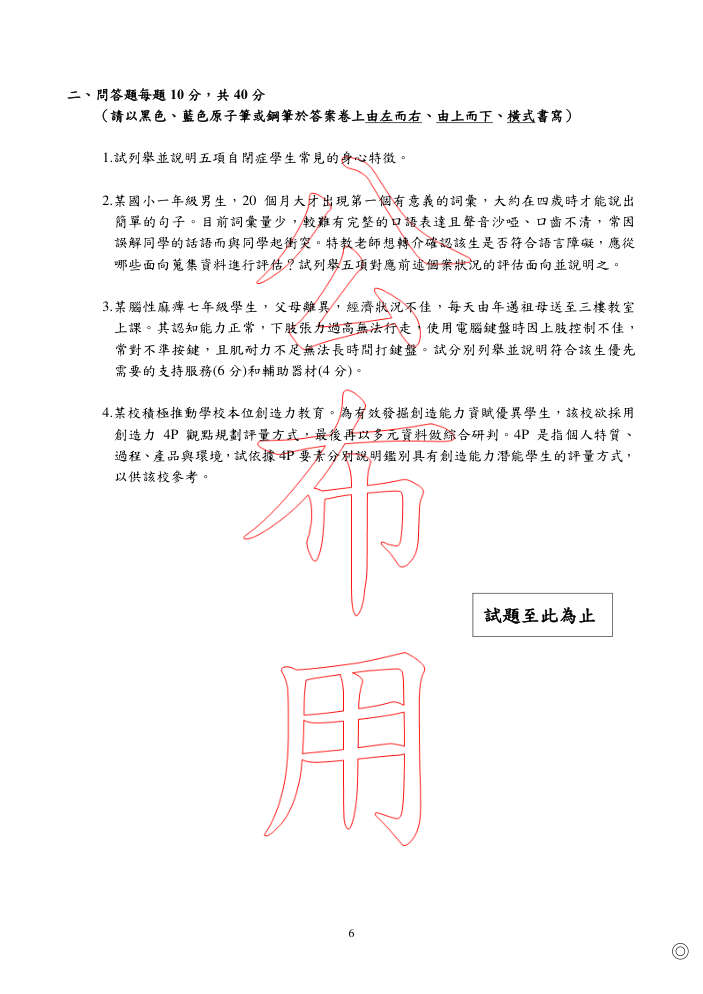 二、問答題每題 10 分，共 40 分
（請以黑色、藍色原子筆或鋼筆於答案卷上由左而右、由上而下、橫式書寫）
1.試列舉並說明五項自閉症學生常見的身心特徵。
2.某國小一年級男生，20 個月大才出現第一個有意義的詞彙，大約在四歲時才能說出
簡單的句子。目前詞彙量少，較難有完整的口語表達且聲音沙啞、口齒不清，常因
誤解同學的話語而與同學起衝突。特教老師想轉介確認該生是否符合語言障礙，應從
哪些面向蒐集資料進行評估？試列舉五項對應前述個案狀況的評估面向並說明之。
3.某腦性麻痺七年級學生，父母離異，經濟狀況不佳，每天由年邁祖母送至三樓教室
上課。其認知能力正常，下肢張力過高無法行走，使用電腦鍵盤時因上肢控制不佳，
常對不準按鍵，且肌耐力不足無法長時間打鍵盤。試分別列舉並說明符合該生優先
需要的支持服務(6 分)和輔助器材(4 分)。
4.某校積極推動學校本位創造力教育。為有效發掘創造能力資賦優異學生，該校欲採用
創造力 4P 觀點規劃評量方式，最後再以多元資料做綜合研判。4P 是指個人特質、
過程、產品與環境，試依據 4P 要素分別說明鑑別具有創造能力潛能學生的評量方式，
以供該校參考。
試題至此為止
公布用
6
◎